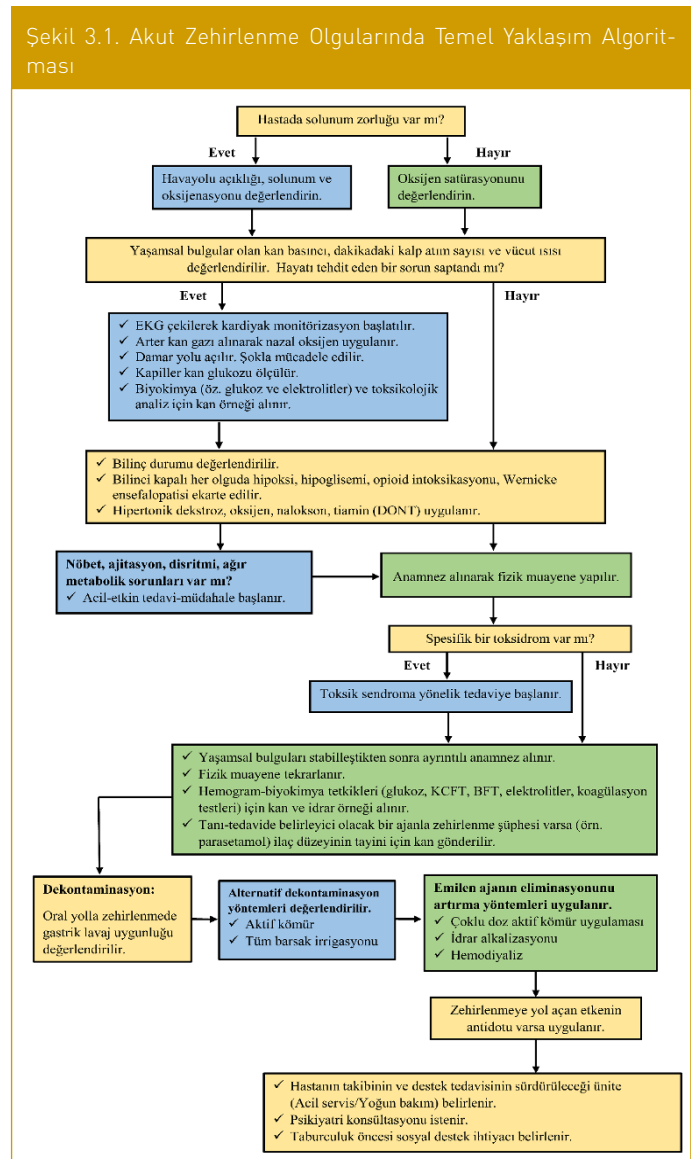 Şekil 3.1. Akut Zehirlenme Olgularında Temel Yaklaşım Algorit-
ması
Hastada solunum zorluğu var mı?
Evet
Hayır
Havayolu açıklığı, solunum ve
oksijenasyonu değerlendirin.
Oksijen satürasyonunu
değerlendirin.
Yaşamsal bulgular olan kan basıncı, dakikadaki kalp atım sayısı ve vücut ısısı
değerlendirilir. Hayatı tehdit eden bir sorun saptandı mı?
Evet
Hayır
✓ EKG çekilerek kardiyak monitörizasyon başlatılır.
✓ Arter kan gazı alınarak nazal oksijen uygulanır.
✓ Damar yolu açılır. Şokla mücadele edilir.
✓ Kapiller kan glukozu ölçülür.
✓ Biyokimya (öz. glukoz ve elektrolitler) ve toksikolojik
analiz için kan örneği alınır.
✓ Bilinç durumu değerlendirilir.
✓ Bilinci kapalı her olguda hipoksi, hipoglisemi, opioid intoksikasyonu, Wernicke
ensefalopatisi ekarte edilir.
✓ Hipertonik dekstroz, oksijen, nalokson, tiamin (DONT) uygulanır.
Nöbet, ajitasyon, disritmi, ağır
metabolik sorunları var mı?
✓ Acil-etkin tedavi-müdahale başlanır.
Anamnez alınarak fizik muayene yapılır.
Spesifik bir toksidrom var mı?
Evet
Hayır
Toksik sendroma yönelik tedaviye başlanır.
✓ Yaşamsal bulguları stabilleştikten sonra ayrıntılı anamnez alınır.
✓ Fizik muayene tekrarlanır.
✓ Hemogram-biyokimya tetkikleri (glukoz, KCFT, BFT, elektrolitler, koagülasyon
testleri) için kan ve idrar örneği alınır.
✓ Tanı-tedavide belirleyici olacak bir ajanla zehirlenme şüphesi varsa (örn.
parasetamol) ilaç düzeyinin tayini için kan gönderilir.
Dekontaminasyon:
Oral yolla zehirlenmede
gastrik lavaj uygunluğu
değerlendirilir.
Alternatif dekontaminasyon
yöntemleri değerlendirilir.
✓ Aktif kömür
✓ Tüm barsak irrigasyonu
Emilen ajanın eliminasyonunu
artırma yöntemleri uygulanır.
✓ Çoklu doz aktif kömür uygulaması
✓ İdrar alkalizasyonu
✓ Hemodiyaliz
Zehirlenmeye yol açan etkenin
antidotu varsa uygulanır.
✓ Hastanın takibinin ve destek tedavisinin sürdürüleceği ünite
(Acil servis/Yoğun bakım) belirlenir.
✓ Psikiyatri konsültasyonu istenir.
✓ Taburculuk öncesi sosyal destek ihtiyacı belirlenir.